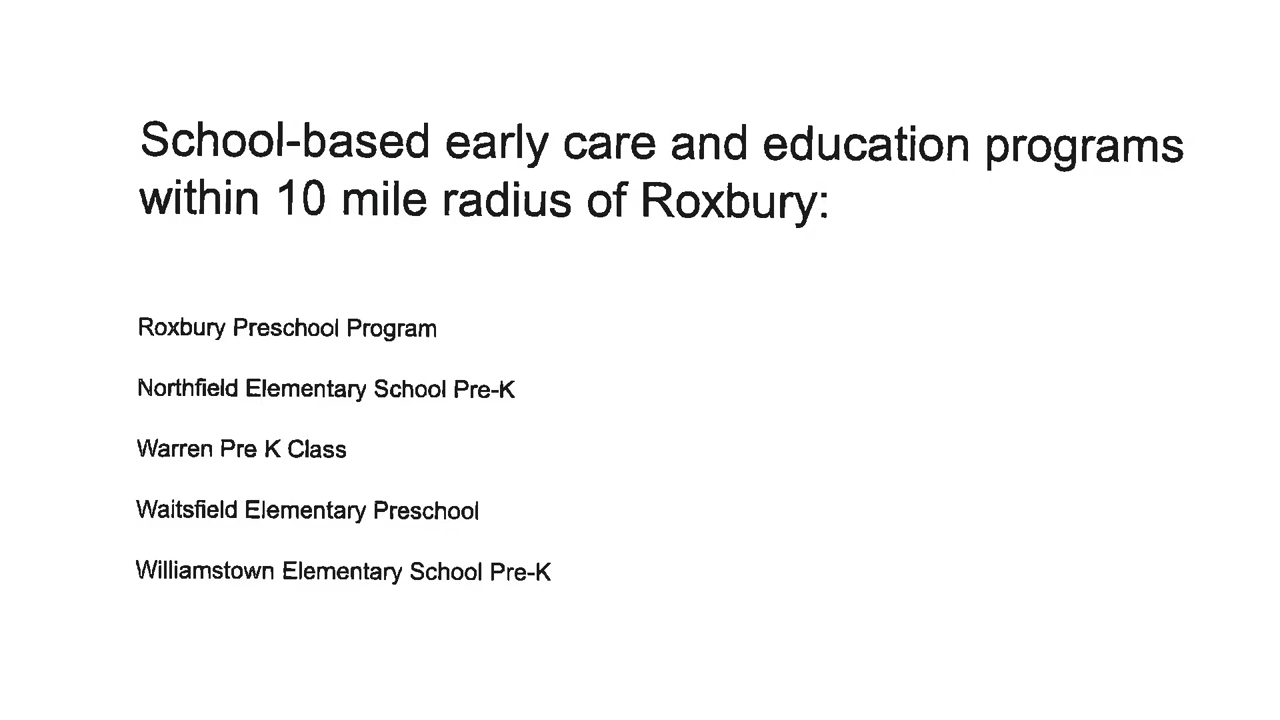 School-based early care and education programs
within 10 mile radius of Roxbury:
Roxbury Preschool Program
Northfield Elementary School Pre-K
Warren Pre K Class
Waitsfield Elementary Preschool
Williamstown Elementary School Pre-K